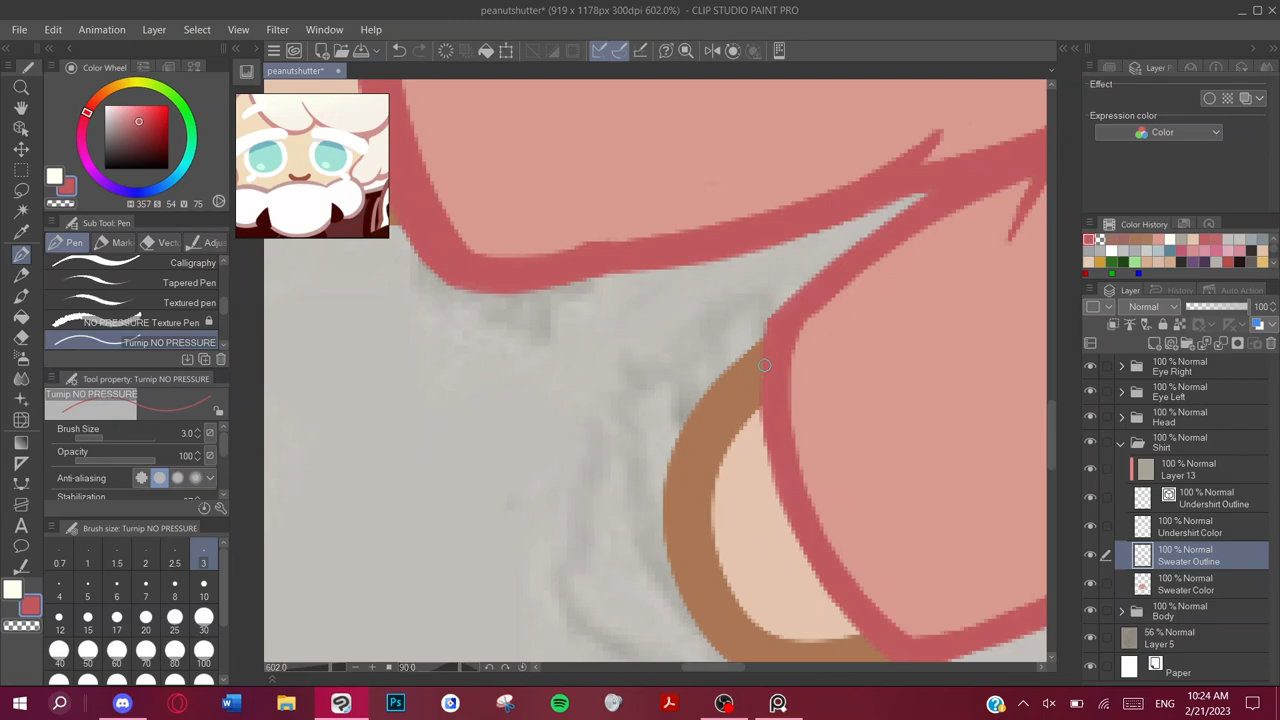 peanutshutter* (919 x 1178px 300dpi 602.0%) - CLIP STUDIO PAINT PRO
File Edit Animation Layer Select View Filter Window Help
Color Wheel
peanutshutter*
H 357 S 54 V 75
Sub Tool: Pen
Pen Mark Vect Adju
Calligraphy
Tapered Pen
Textured pen
NO PRESSURE Texture Pen
Turnip NO PRESSURE
Tool property: Turnip NO PRESSURE
Turnip NO PRESSURE
Brush Size 3.0
Opacity 100
Anti-aliasing
Stabilization
Brush size: Turnip NO PRESSURE
0.7 1 1.5 2 2.5 3
4 5 6 7 8 10
12 15 17 20 25 30
40 50 60 70 80 100
602.0 90.0
Layer P
Effect
Expression color
Color
Color History
Layer History Auto Action
Normal 100
100 % Normal
Eye Right
100 % Normal
Eye Left
100 % Normal
Head
100 % Normal
Shirt
100 % Normal
Layer 13
100 % Normal
Undershirt Outline
100 % Normal
Undershirt Color
100 % Normal
Sweater Outline
100 % Normal
Sweater Color
100 % Normal
Body
56 % Normal
Layer 5
Paper
10:24 AM
2/21/2023